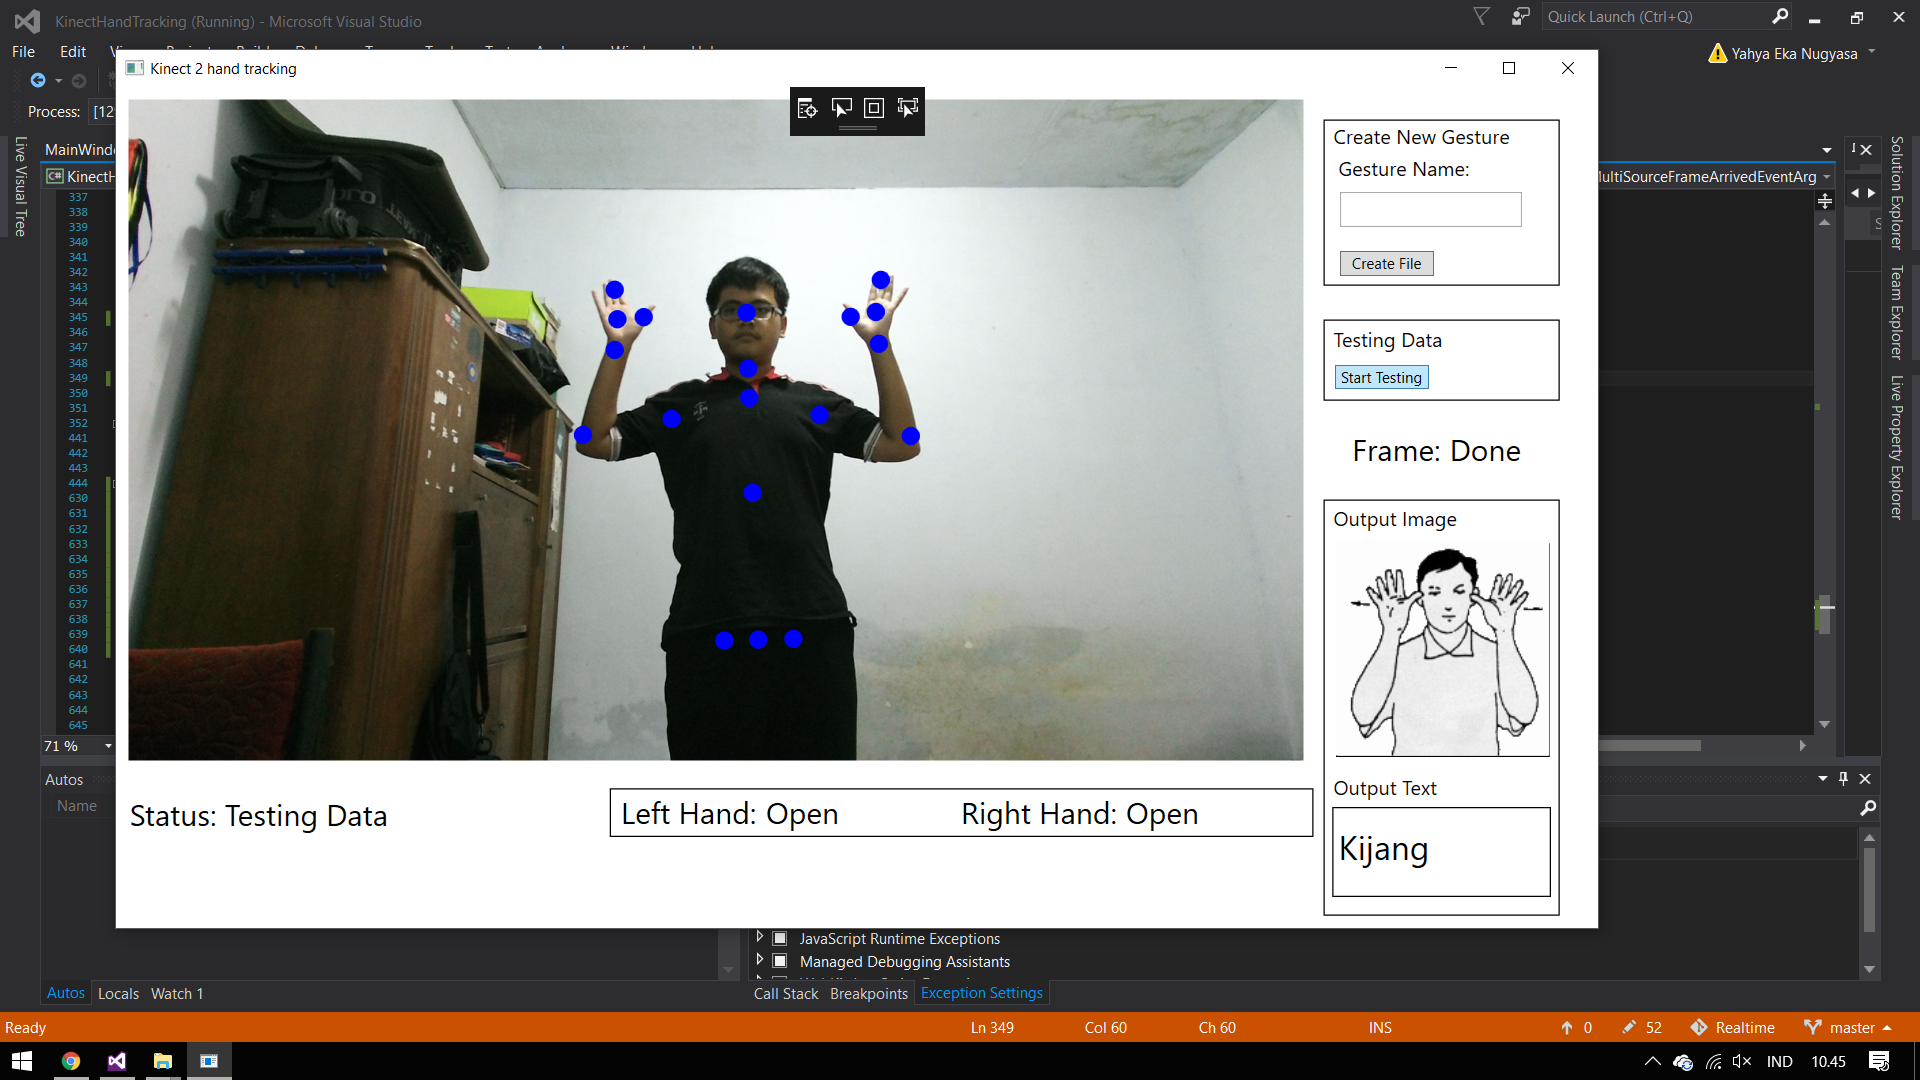 KinectHandTracking (Running) - Microsoft Visual Studio
Quick Launch (Ctrl+Q)
File Edit
Yahya Eka Nugyasa
Process:
Kinect 2 hand tracking
Live Visual Tree
MainWind
KinectH
MultiSourceFrameArrivedEventArg
337
338
339
340
341
342
343
344
345
346
347
348
349
350
351
352
441
442
443
444
630
631
632
633
634
635
636
637
638
639
640
641
642
643
644
645
71 %
pro
Create New Gesture
Gesture Name:
Create File
Testing Data
Start Testing
Frame: Done
Output Image
Output Text
Kijang
Status: Testing Data
Left Hand: Open Right Hand: Open
Solution Explorer
Team Explorer
Live Property Explorer
Autos
Name
JavaScript Runtime Exceptions
Managed Debugging Assistants
Autos Locals Watch 1
Call Stack Breakpoints Exception Settings
Ready
Ln 349 Col 60 Ch 60 INS
0 52 Realtime master
IND 10.45